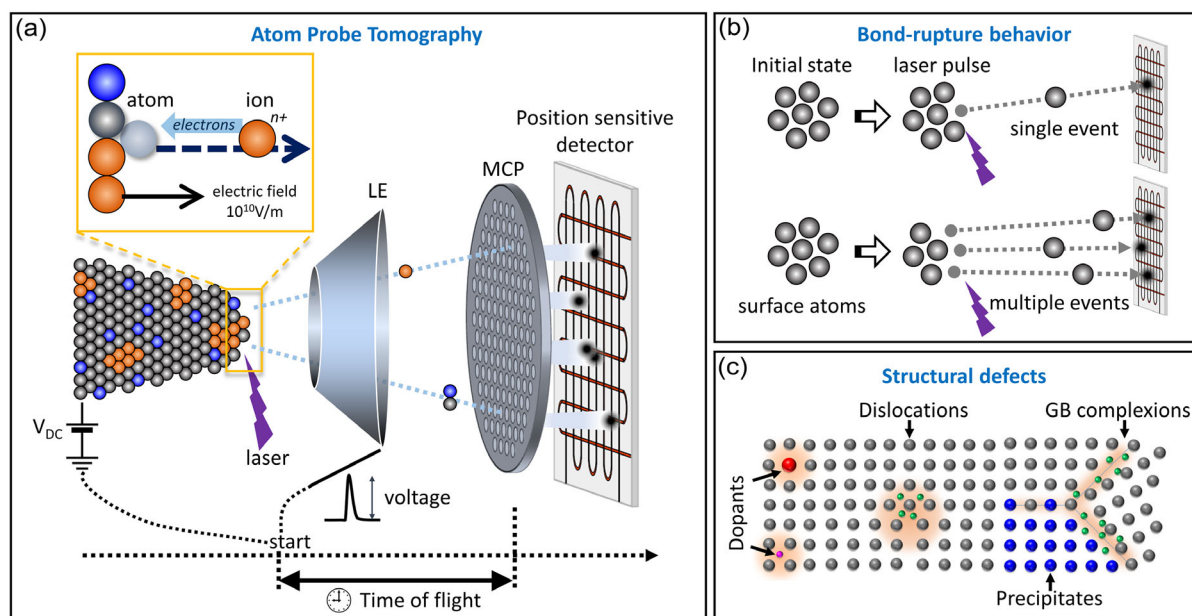 (a)
Atom Probe Tomography
atom
ion
n+
electrons
electric field
10¹⁰V/m
LE
MCP
Position sensitive
detector
V_DC
laser
voltage
start
Time of flight
(b)
Bond-rupture behavior
Initial state
laser pulse
single event
surface atoms
multiple events
(c)
Structural defects
Dislocations
GB complexions
Dopants
Precipitates